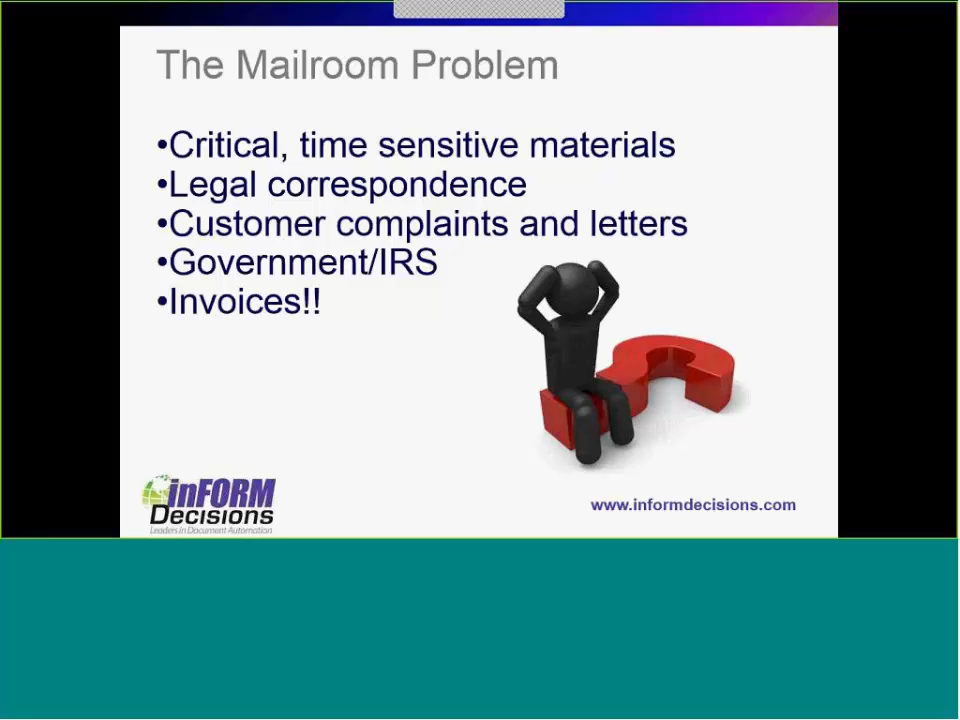 The Mailroom Problem
•Critical, time sensitive materials
•Legal correspondence
•Customer complaints and letters
•Government/IRS
•Invoices!!
inFORM
Decisions
Leaders in Document Automation
www.informdecisions.com